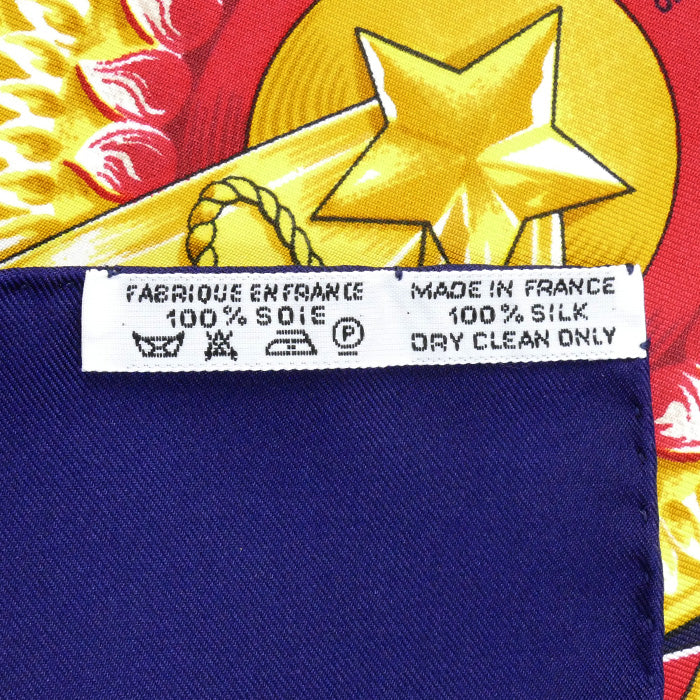 FABRIQUE EN FRANCE
100% SOIE
P
MADE IN FRANCE
100% SILK
DRY CLEAN ONLY